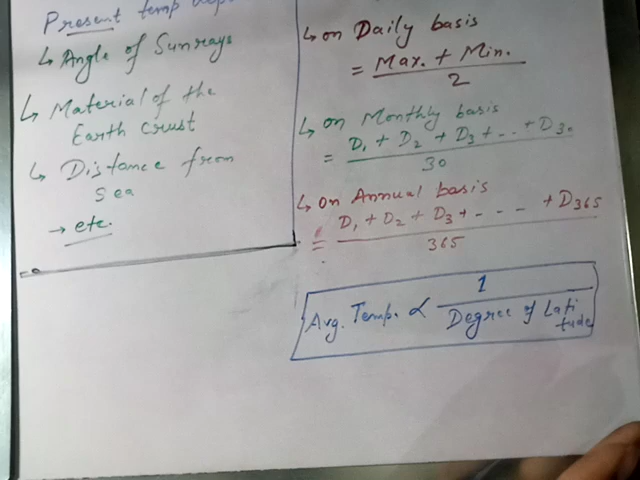 Present temp
↳ Angle of Sunrays
↳ Material of the
Earth Crust
↳ Distance from
Sea
→ etc.
↳ on Daily basis
= Max. + Min.
2
↳ on Monthly basis
= D1 + D2 + D3 + -- + D30
30
↳ on Annual basis
= D1 + D2 + D3 + - - - + D365
365
Avg. Temp. ∝ 1
Degree of Lati
tude